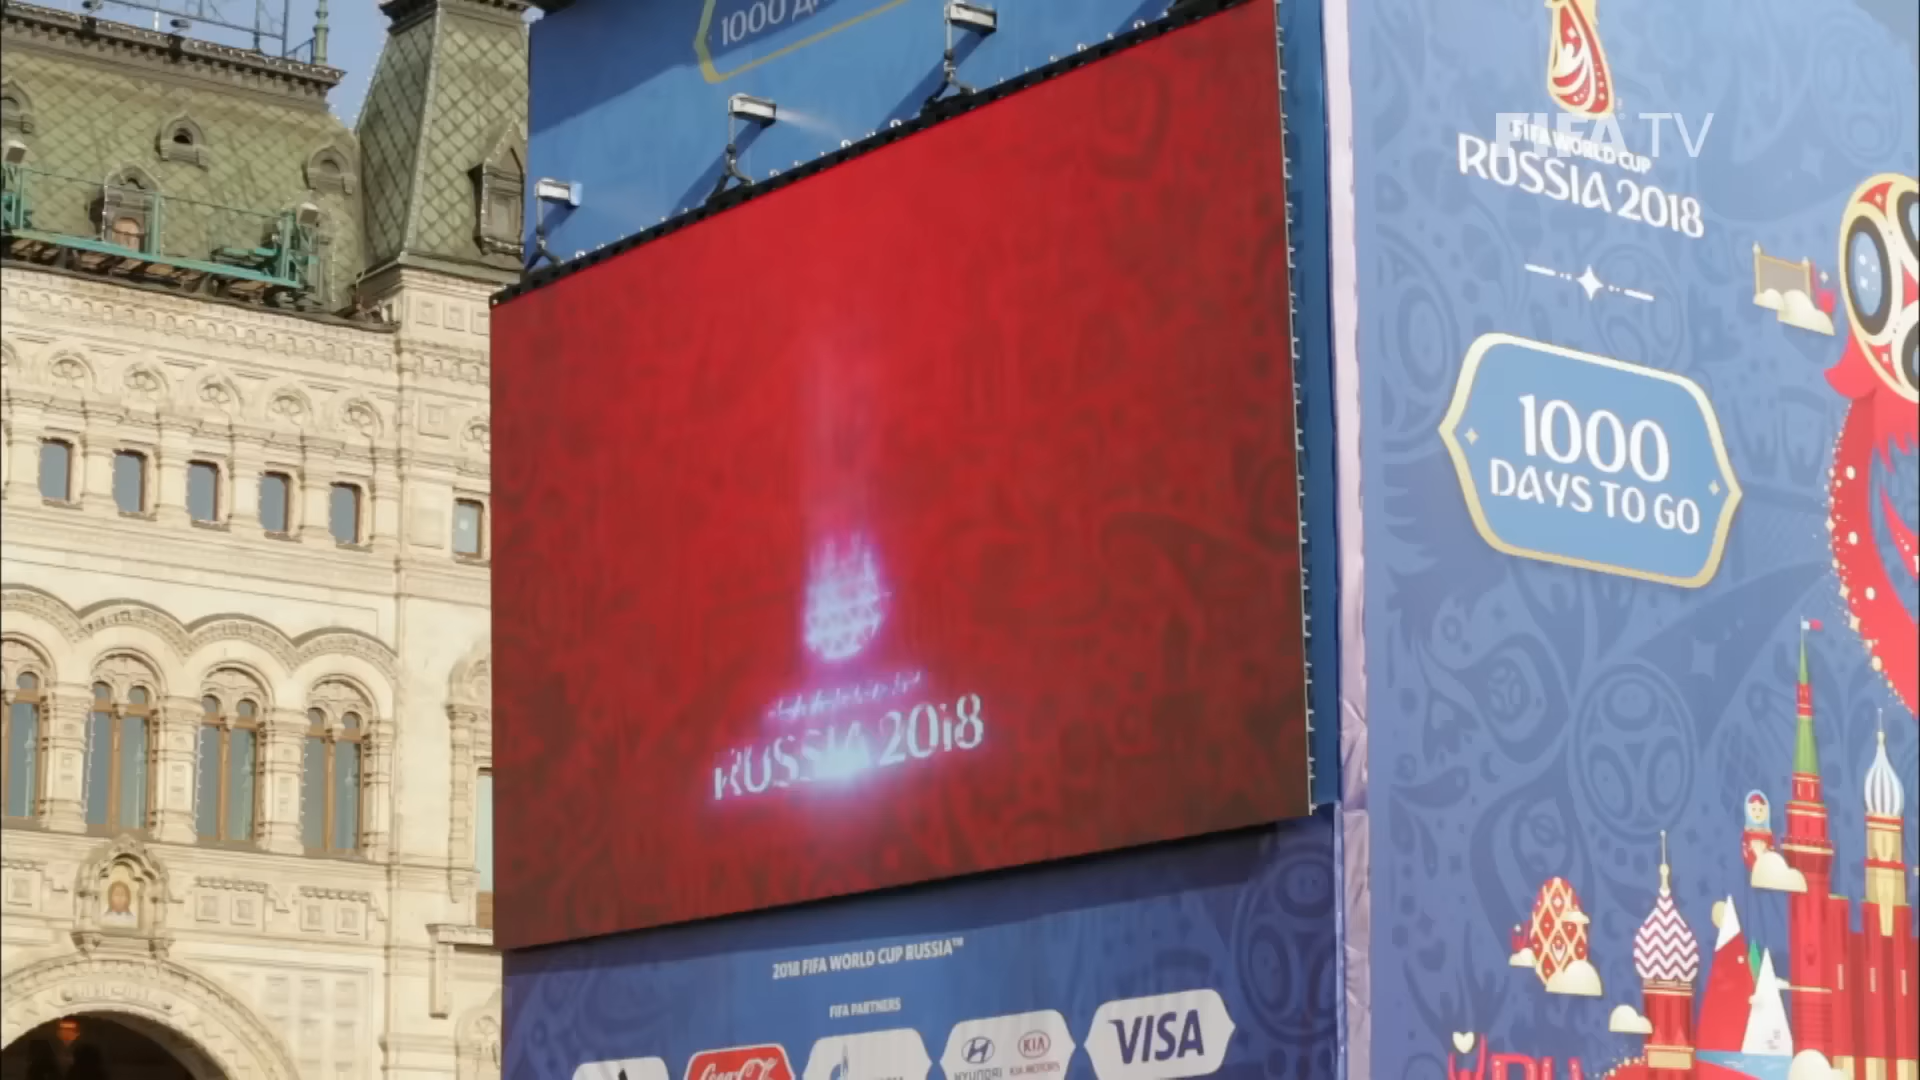 1000
FIFA TV
FIFA WORLD CUP
RUSSIA 2018
1000
DAYS TO GO
RUSSIA 2018
2018 FIFA WORLD CUP RUSSIA™
FIFA PARTNERS
Coca-Cola
HYUNDAI
KIA
KIA MOTORS
VISA